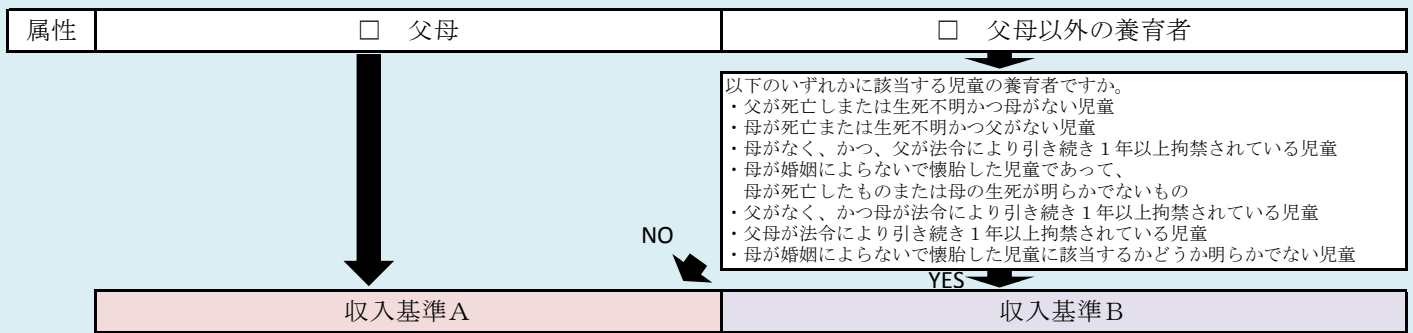 属性
□ 父母
□ 父母以外の養育者
以下のいずれかに該当する児童の養育者ですか。
・父が死亡しまたは生死不明かつ母がない児童
・母が死亡または生死不明かつ父がない児童
・母がなく、かつ、父が法令により引き続き１年以上拘禁されている児童
・母が婚姻によらないで懐胎した児童であって、
母が死亡したものまたは母の生死が明らかでないもの
・父がなく、かつ母が法令により引き続き１年以上拘禁されている児童
・父母が法令により引き続き１年以上拘禁されている児童
・母が婚姻によらないで懐胎した児童に該当するかどうか明らかでない児童
NO
YES
収入基準Ａ
収入基準Ｂ